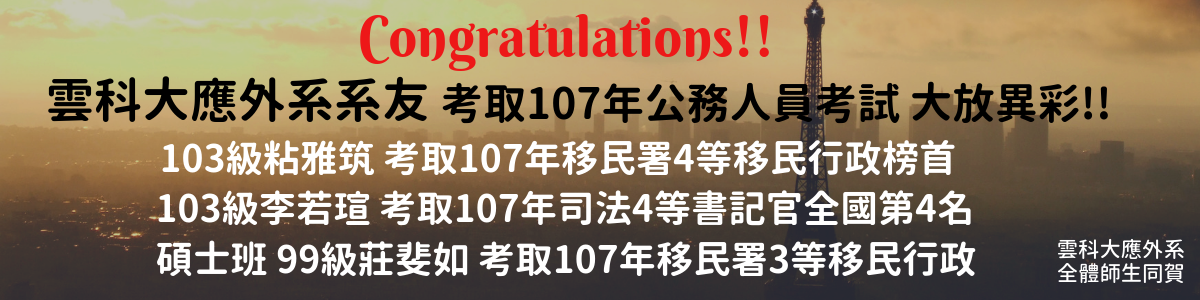 Congratulations!!
雲科大應外系系友 考取107年公務人員考試 大放異彩!!
103級粘雅筑 考取107年移民署4等移民行政榜首
103級李若瑄 考取107年司法4等書記官全國第4名
碩士班 99級莊斐如 考取107年移民署3等移民行政
雲科大應外系
全體師生同賀